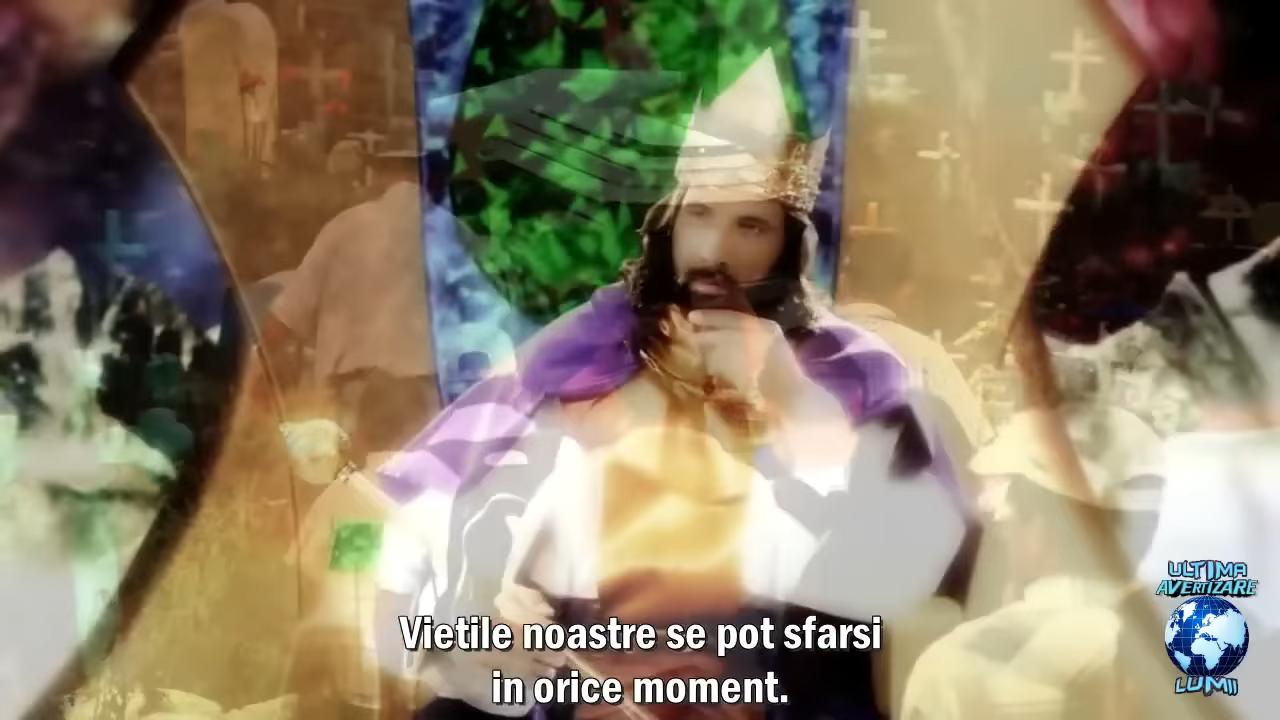 Vietile noastre se pot sfarsi
in orice moment.
ULTIMA
AVERTIZARE
LUMII